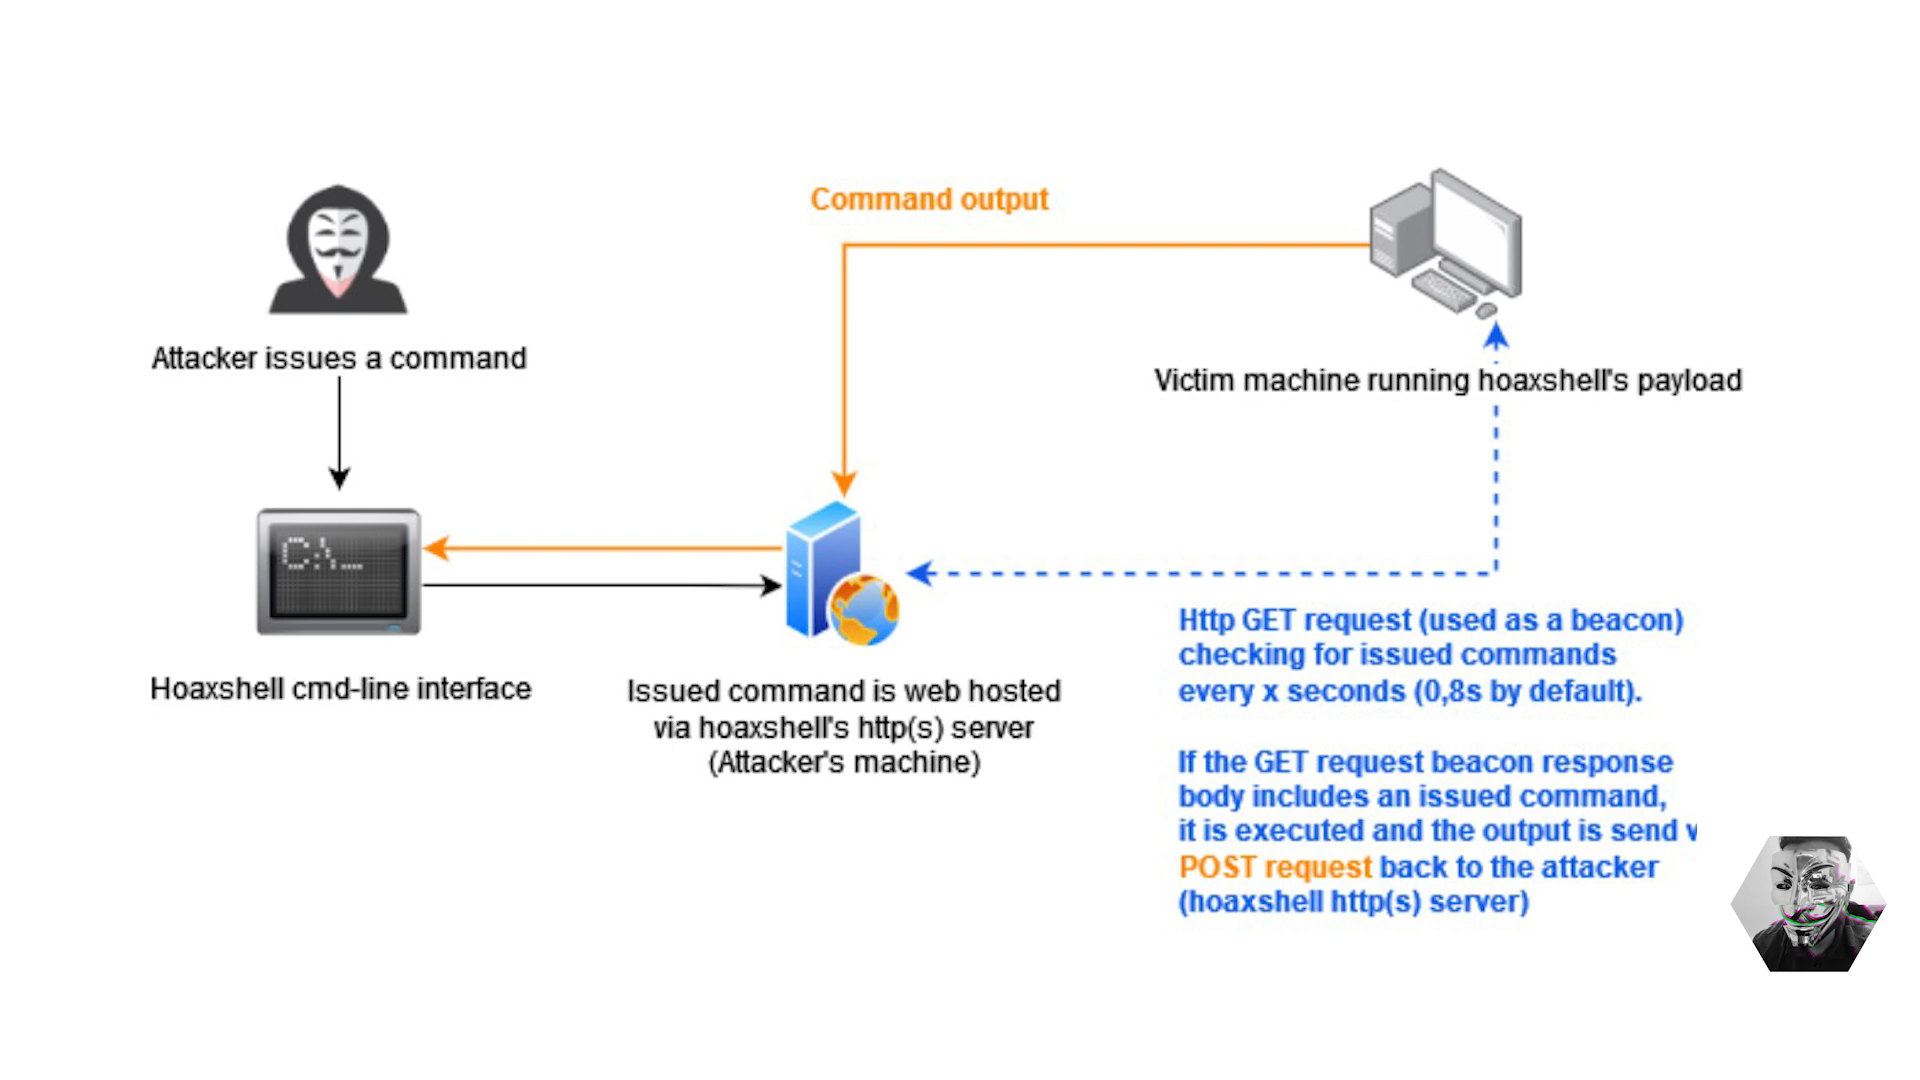 Command output
Attacker issues a command
Victim machine running hoaxshell's payload
C:\_
Hoaxshell cmd-line interface
Issued command is web hosted
via hoaxshell's http(s) server
(Attacker's machine)
Http GET request (used as a beacon)
checking for issued commands
every x seconds (0,8s by default).
If the GET request beacon response
body includes an issued command,
it is executed and the output is send
POST request back to the attacker
(hoaxshell http(s) server)